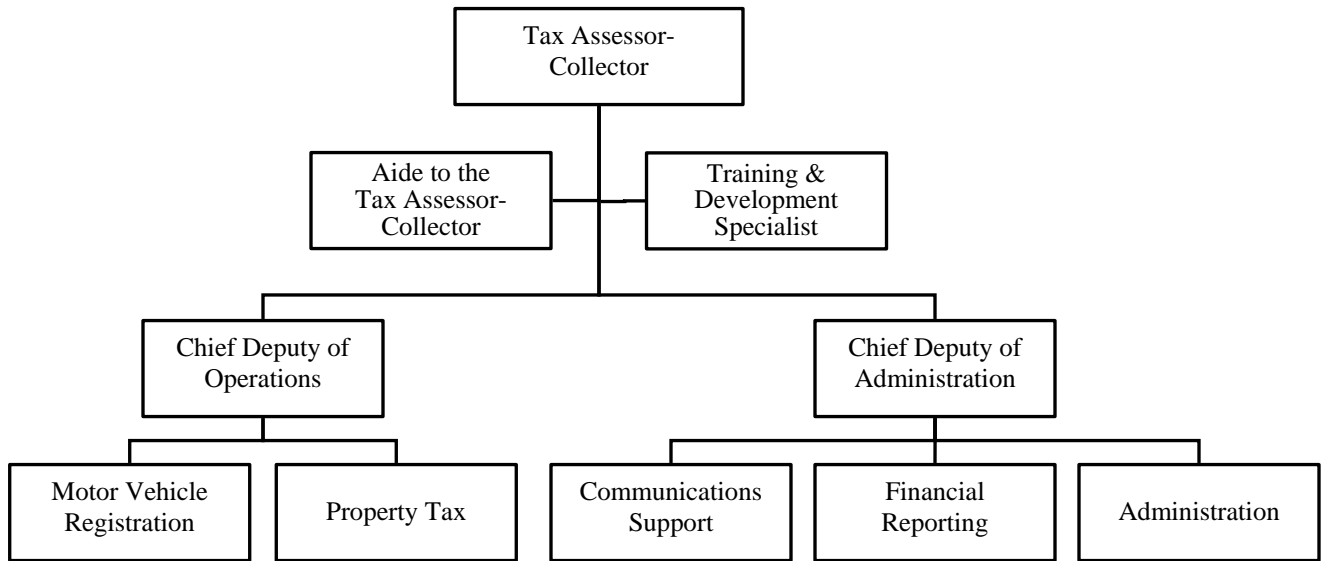 Tax Assessor-
Collector
Aide to the
Tax Assessor-
Collector
Training &
Development
Specialist
Chief Deputy of
Operations
Chief Deputy of
Administration
Motor Vehicle
Registration
Property Tax
Communications
Support
Financial
Reporting
Administration